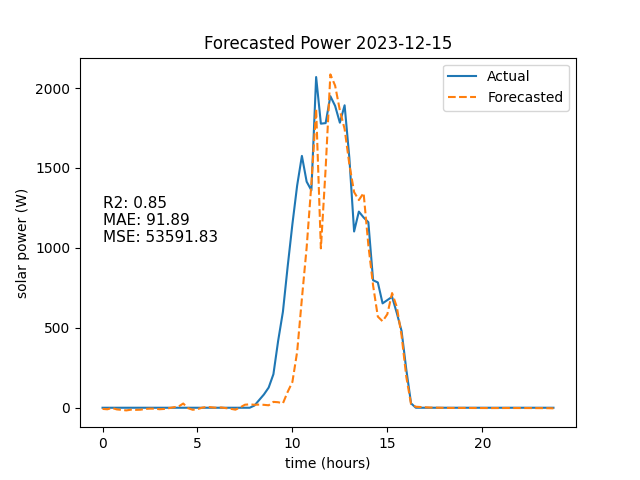 Forecasted Power 2023-12-15
Actual
Forecasted
R2: 0.85
MAE: 91.89
MSE: 53591.83
solar power (W)
2000
1500
1000
500
0
0 5 10 15 20
time (hours)